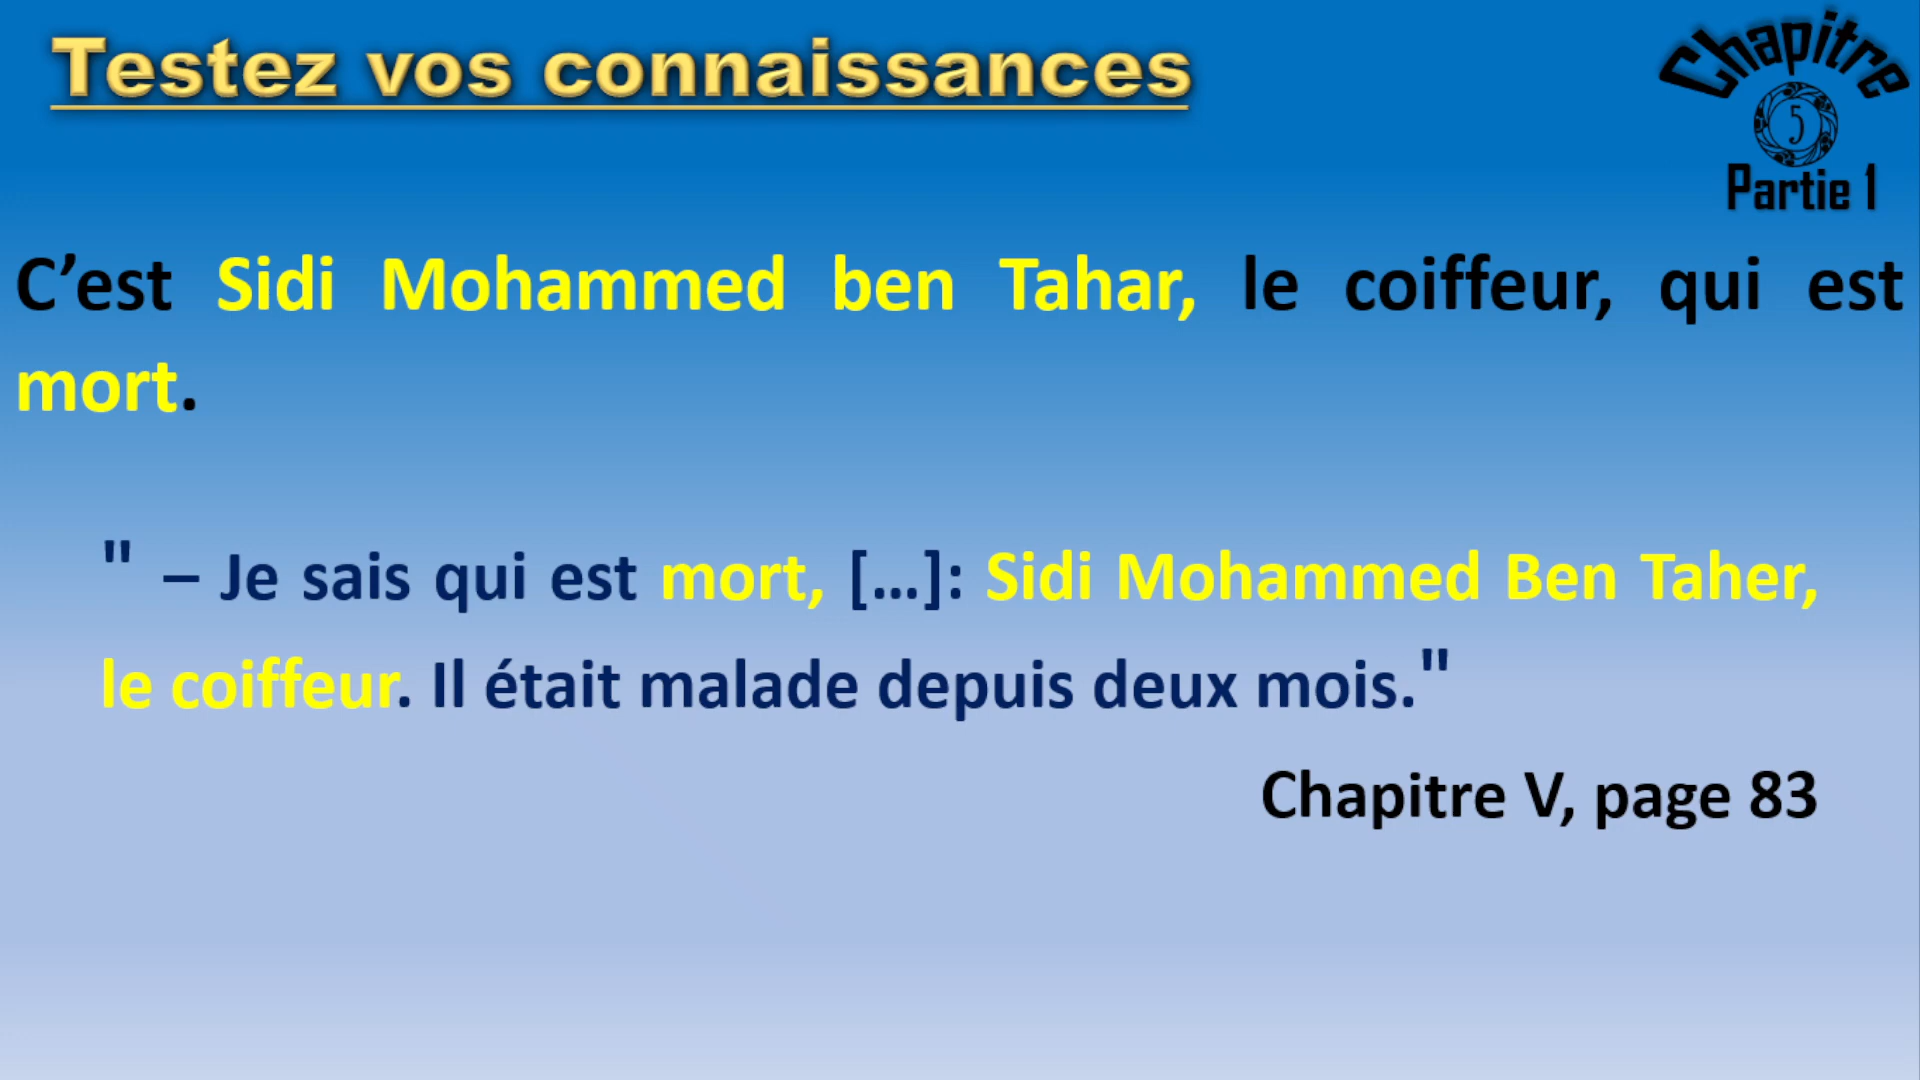 Testez vos connaissances
Chapitre
5
Partie 1
C’est Sidi Mohammed ben Tahar, le coiffeur, qui est
mort.
" – Je sais qui est mort, [...]: Sidi Mohammed Ben Taher,
le coiffeur. Il était malade depuis deux mois."
Chapitre V, page 83